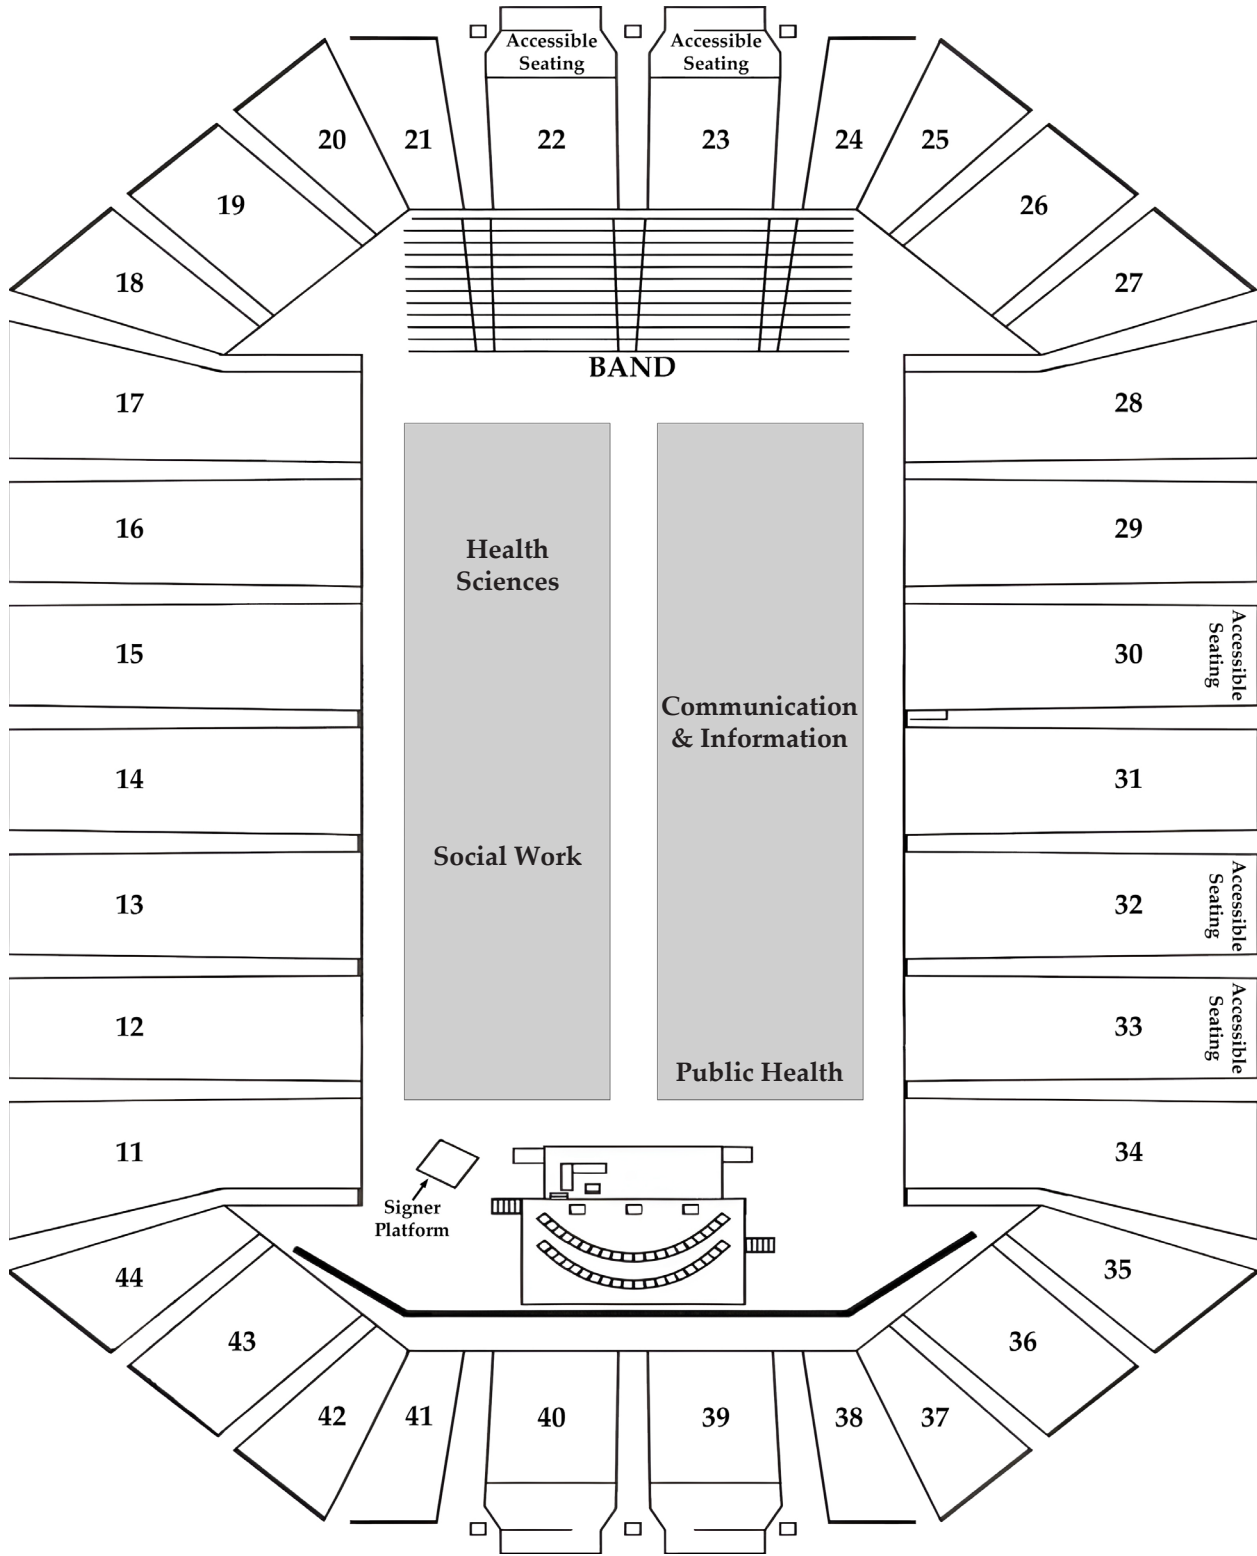 Accessible
Seating
Accessible
Seating
20
21
22
23
24
25
19
26
18
27
BAND
17
28
16
29
Health
Sciences
15
30
Accessible
Seating
Communication
& Information
14
31
Social Work
13
32
Accessible
Seating
12
33
Accessible
Seating
Public Health
11
34
Signer
Platform
44
35
43
36
42
41
40
39
38
37